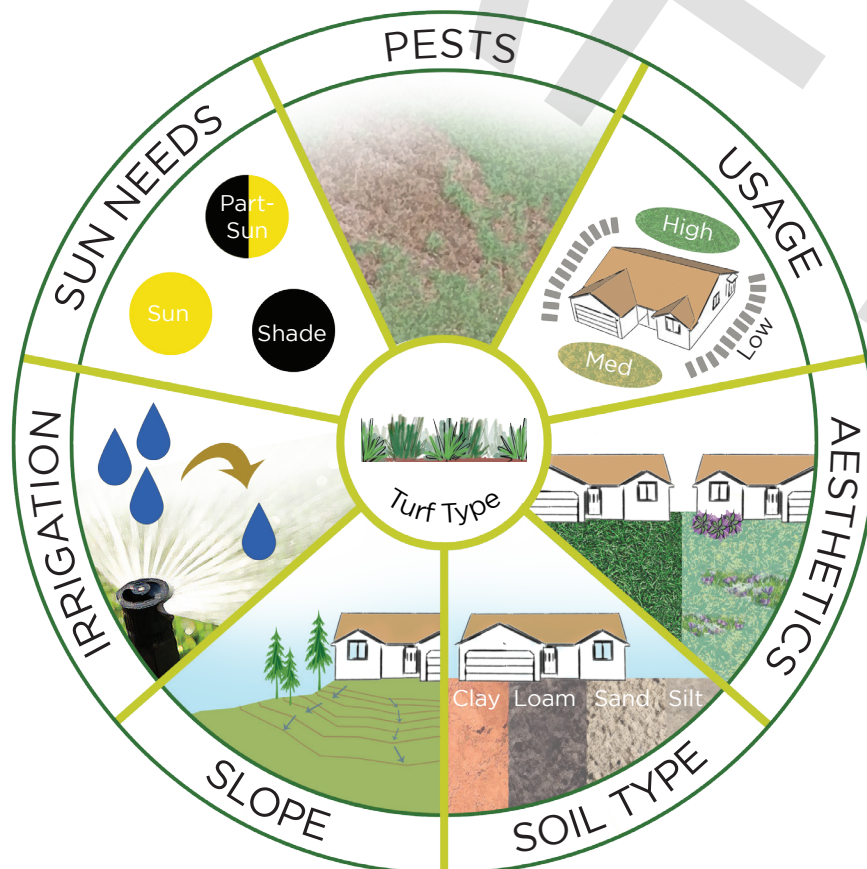 PESTS
USAGE
High
Med
Low
AESTHETICS
SOIL TYPE
Clay Loam Sand Silt
SLOPE
IRRIGATION
SUN NEEDS
Part-
Sun
Sun
Shade
Turf Type